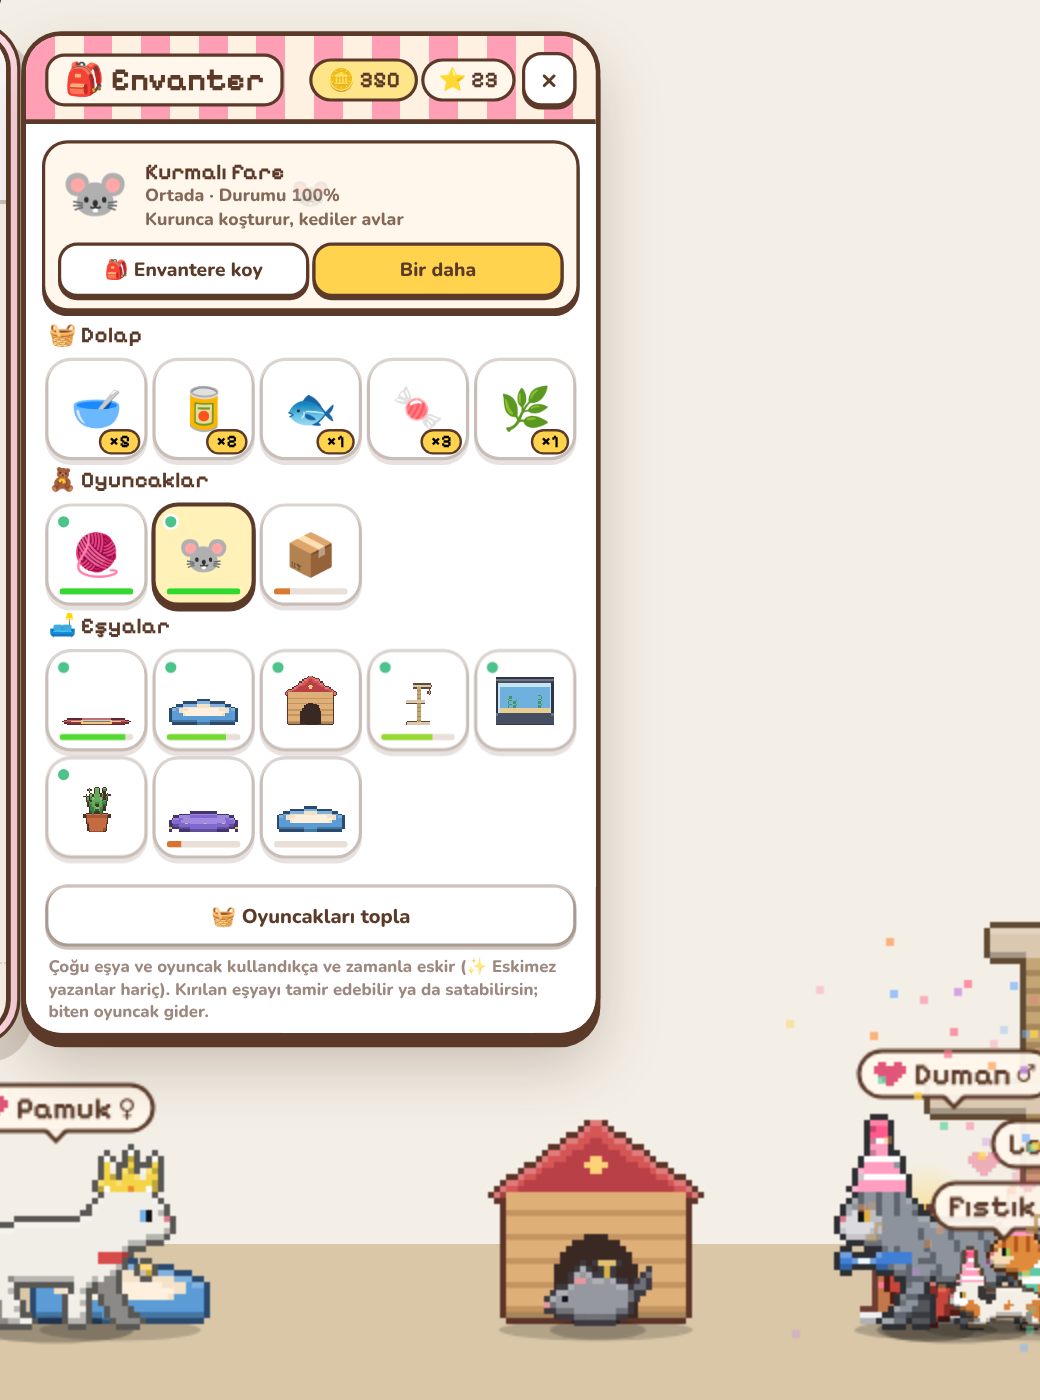 Envanter
380
23
×
Kurmalı Fare
Ortada · Durumu 100%
Kurunca koşturur, kediler avlar
Envantere koy
Bir daha
Dolap
×9
×2
×1
×3
×1
Oyuncaklar
Eşyalar
Oyuncakları topla
Çoğu eşya ve oyuncak kullandıkça ve zamanla eskir (✨ Eskimez
yazanlar hariç). Kırılan eşyayı tamir edebilir ya da satabilirsin;
biten oyuncak gider.
Duman ♂
Pamuk ♀
Fıstık